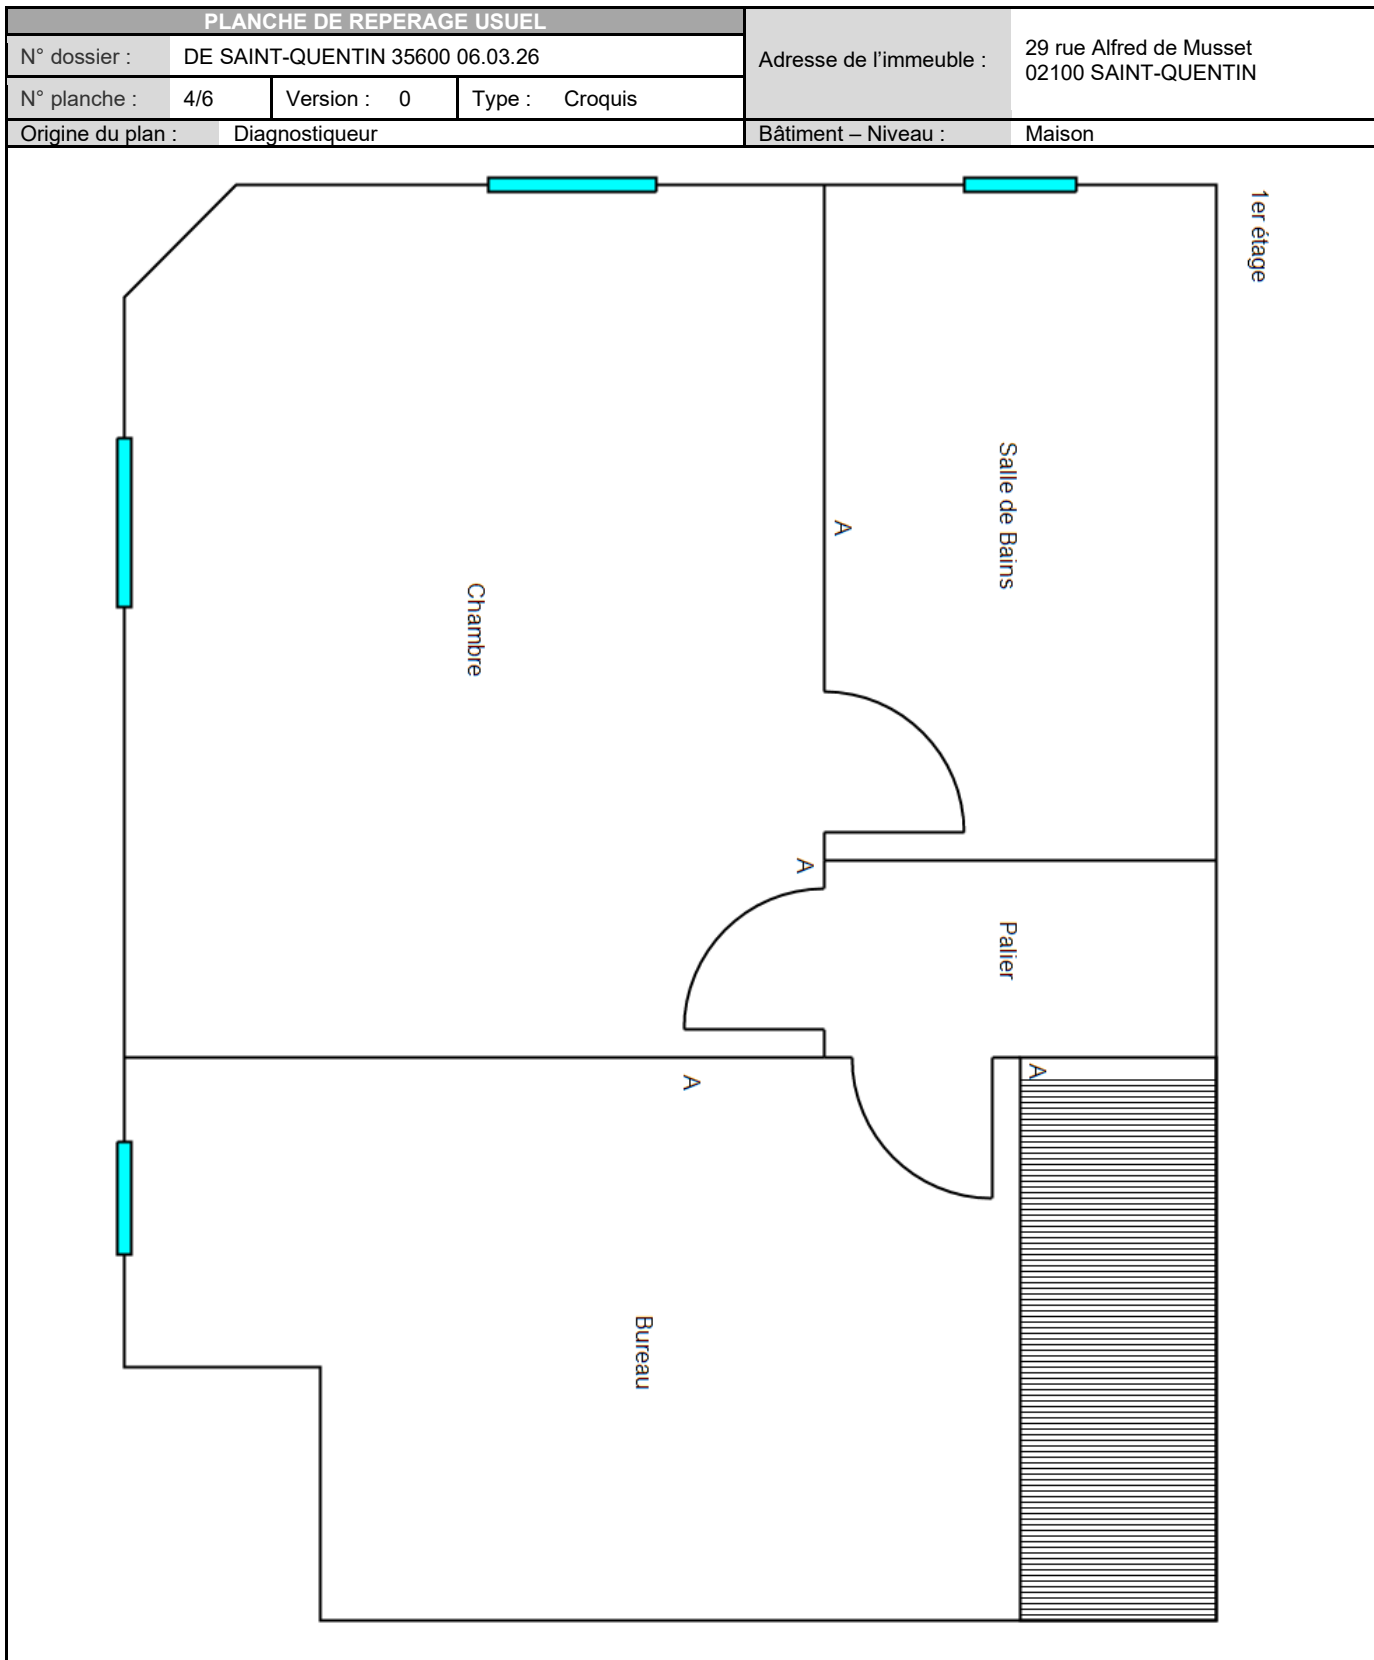 PLANCHE DE REPERAGE USUEL
N° dossier : DE SAINT-QUENTIN 35600 06.03.26
Adresse de l'immeuble : 29 rue Alfred de Musset
02100 SAINT-QUENTIN
N° planche : 4/6 Version : 0 Type : Croquis
Origine du plan : Diagnostiqueur
Bâtiment – Niveau : Maison
1er étage
Salle de Bains
A
Chambre
A
Palier
A
A
Bureau